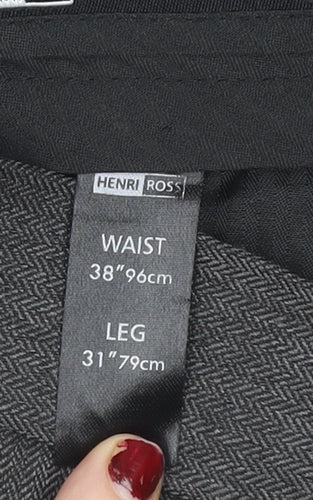 HENRI ROSS
WAIST
38"96cm
LEG
31"79cm